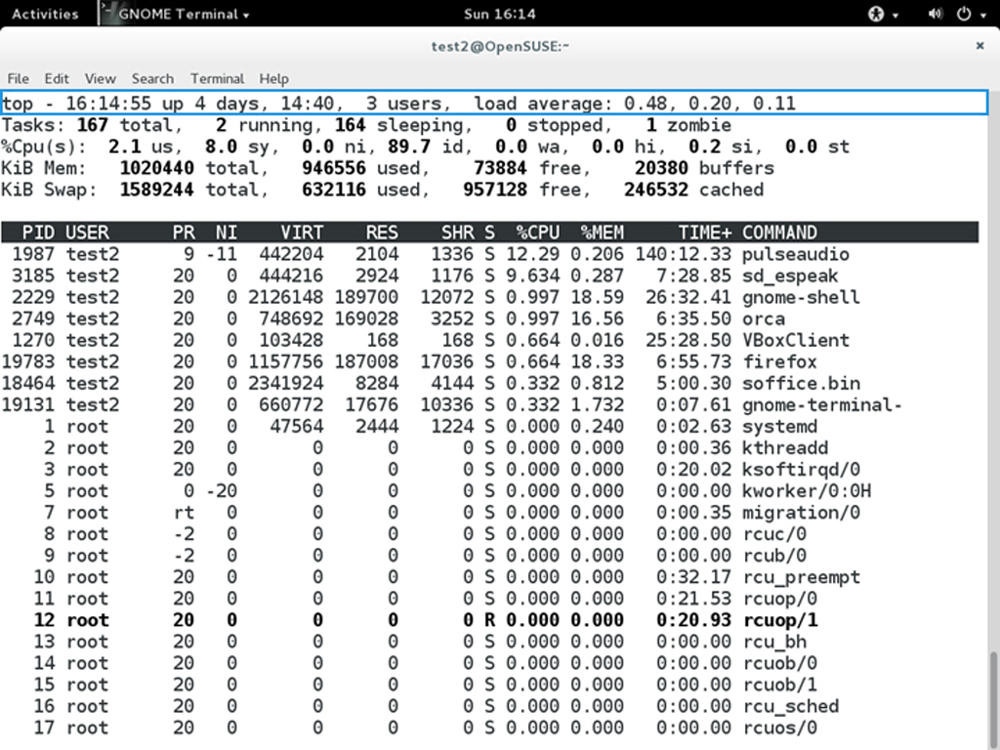 Activities GNOME Terminal Sun 16:14
test2@OpenSUSE:~
File Edit View Search Terminal Help
top - 16:14:55 up 4 days, 14:40,  3 users,  load average: 0.48, 0.20, 0.11
Tasks: 167 total,   2 running, 164 sleeping,   0 stopped,   1 zombie
%Cpu(s):  2.1 us,  8.0 sy,  0.0 ni, 89.7 id,  0.0 wa,  0.0 hi,  0.2 si,  0.0 st
KiB Mem:   1020440 total,   946556 used,    73884 free,    20380 buffers
KiB Swap:  1589244 total,   632116 used,   957128 free,   246532 cached
PID USER PR NI VIRT RES SHR S %CPU %MEM TIME+ COMMAND
1987 test2 9 -11 442204 2104 1336 S 12.29 0.206 140:12.33 pulseaudio
3185 test2 20 0 444216 2924 1176 S 9.634 0.287 7:28.85 sd_espeak
2229 test2 20 0 2126148 189700 12072 S 0.997 18.59 26:32.41 gnome-shell
2749 test2 20 0 748692 169028 3252 S 0.997 16.56 6:35.50 orca
1270 test2 20 0 103428 168 168 S 0.664 0.016 25:28.50 VBoxClient
19783 test2 20 0 1157756 187008 17036 S 0.664 18.33 6:55.73 firefox
18464 test2 20 0 2341924 8284 4144 S 0.332 0.812 5:00.30 soffice.bin
19131 test2 20 0 660772 17676 10336 S 0.332 1.732 0:07.61 gnome-terminal-
1 root 20 0 47564 2444 1224 S 0.000 0.240 0:02.63 systemd
2 root 20 0 0 0 0 S 0.000 0.000 0:00.36 kthreadd
3 root 20 0 0 0 0 S 0.000 0.000 0:20.02 ksoftirqd/0
5 root 0 -20 0 0 0 S 0.000 0.000 0:00.00 kworker/0:0H
7 root rt 0 0 0 0 S 0.000 0.000 0:00.35 migration/0
8 root -2 0 0 0 0 S 0.000 0.000 0:00.00 rcuc/0
9 root -2 0 0 0 0 S 0.000 0.000 0:00.00 rcub/0
10 root 20 0 0 0 0 S 0.000 0.000 0:32.17 rcu_preempt
11 root 20 0 0 0 0 S 0.000 0.000 0:21.53 rcuop/0
12 root 20 0 0 0 0 R 0.000 0.000 0:20.93 rcuop/1
13 root 20 0 0 0 0 S 0.000 0.000 0:00.00 rcu_bh
14 root 20 0 0 0 0 S 0.000 0.000 0:00.00 rcuob/0
15 root 20 0 0 0 0 S 0.000 0.000 0:00.00 rcuob/1
16 root 20 0 0 0 0 S 0.000 0.000 0:00.00 rcu_sched
17 root 20 0 0 0 0 S 0.000 0.000 0:00.00 rcuos/0